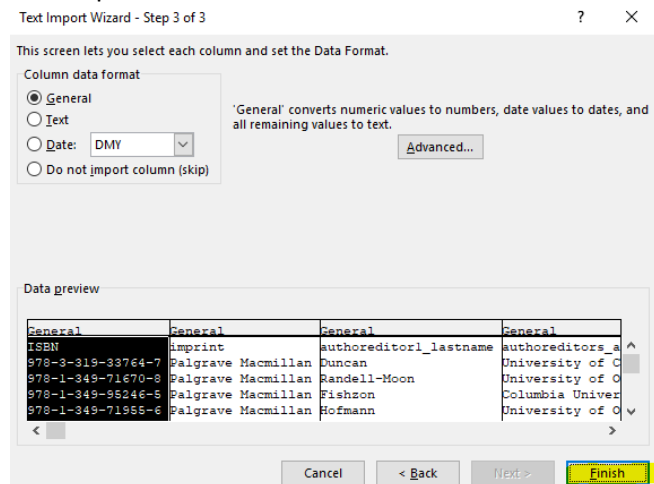 Text Import Wizard - Step 3 of 3 ? ×
This screen lets you select each column and set the Data Format.
Column data format
General
Text
Date: DMY
Do not import column (skip)
'General' converts numeric values to numbers, date values to dates, and
all remaining values to text.
Advanced...
Data preview
General General General General
ISBN imprint authoreditor1_lastname authoreditors_a
978-3-319-33764-7 Palgrave Macmillan Duncan University of C
978-1-349-71670-8 Palgrave Macmillan Randell-Moon University of O
978-1-349-95246-5 Palgrave Macmillan Fishzon Columbia Univer
978-1-349-71955-6 Palgrave Macmillan Hofmann University of O
Cancel < Back Next > Finish